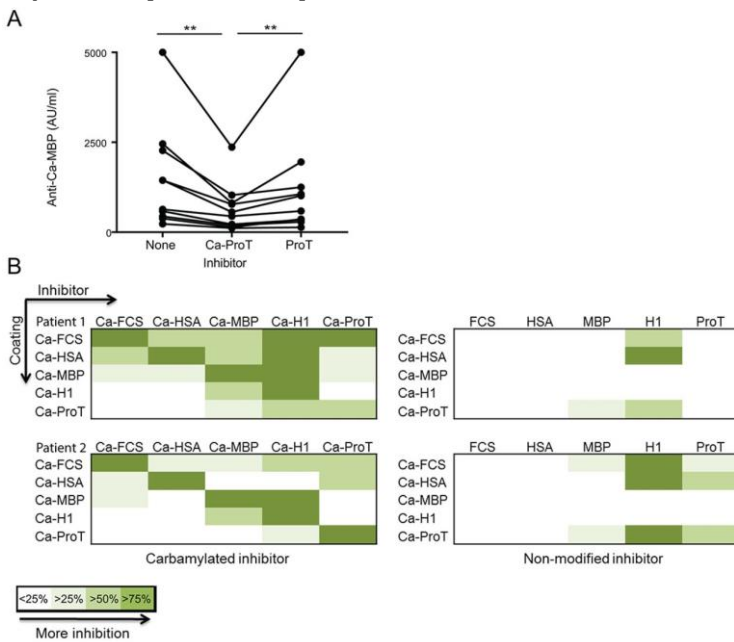 A
** **
5000
2500
0
Anti-Ca-MBP (AU/ml)
None Ca-ProT ProT
Inhibitor
B
Inhibitor
Coating
Patient 1 Ca-FCS Ca-HSA Ca-MBP Ca-H1 Ca-ProT
Ca-FCS
Ca-HSA
Ca-MBP
Ca-H1
Ca-ProT
FCS HSA MBP H1 ProT
Ca-FCS
Ca-HSA
Ca-MBP
Ca-H1
Ca-ProT
Patient 2 Ca-FCS Ca-HSA Ca-MBP Ca-H1 Ca-ProT
Ca-FCS
Ca-HSA
Ca-MBP
Ca-H1
Ca-ProT
Carbamylated inhibitor
FCS HSA MBP H1 ProT
Ca-FCS
Ca-HSA
Ca-MBP
Ca-H1
Ca-ProT
Non-modified inhibitor
<25% >25% >50% >75%
More inhibition